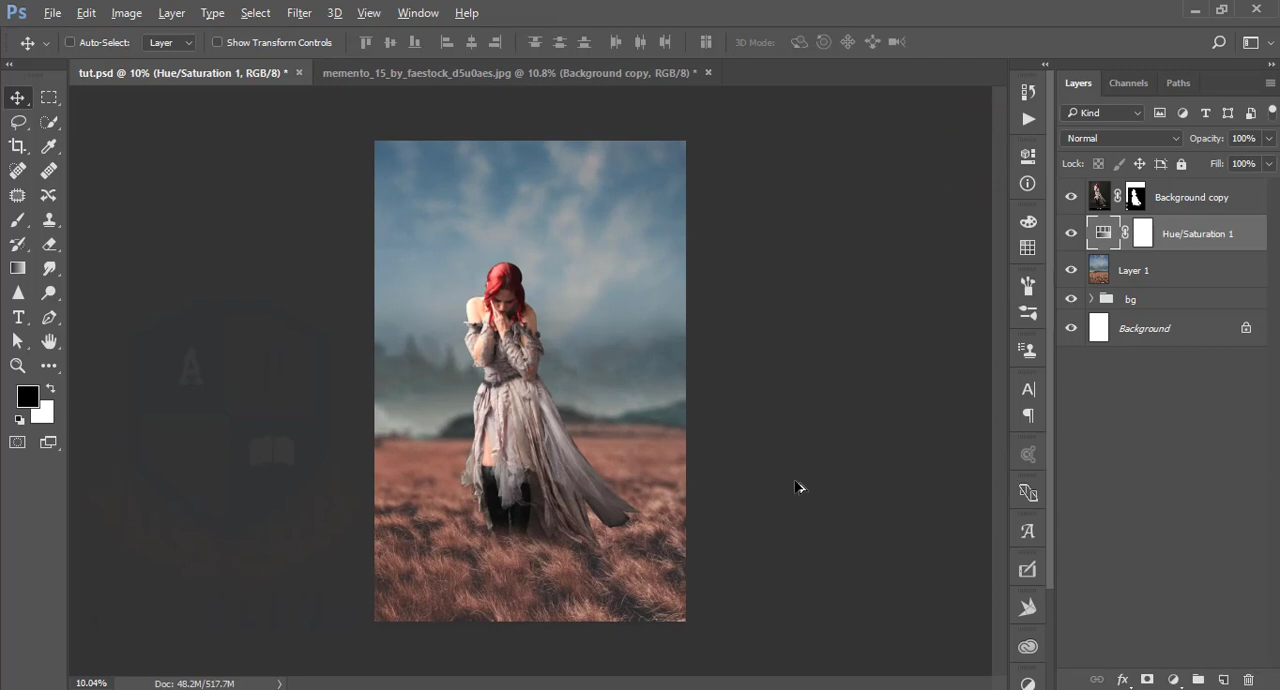 Ps File Edit Image Layer Type Select Filter 3D View Window Help
Auto-Select: Layer Show Transform Controls 3D Mode:
tut.psd @ 10% (Hue/Saturation 1, RGB/8) * × memento_15_by_faestock_d5u0aes.jpg @ 10.8% (Background copy, RGB/8) * ×
Layers Channels Paths
Kind
Normal Opacity: 100%
Lock: Fill: 100%
Background copy
Hue/Saturation 1
Layer 1
bg
Background
10.04% Doc: 48.2M/517.7M